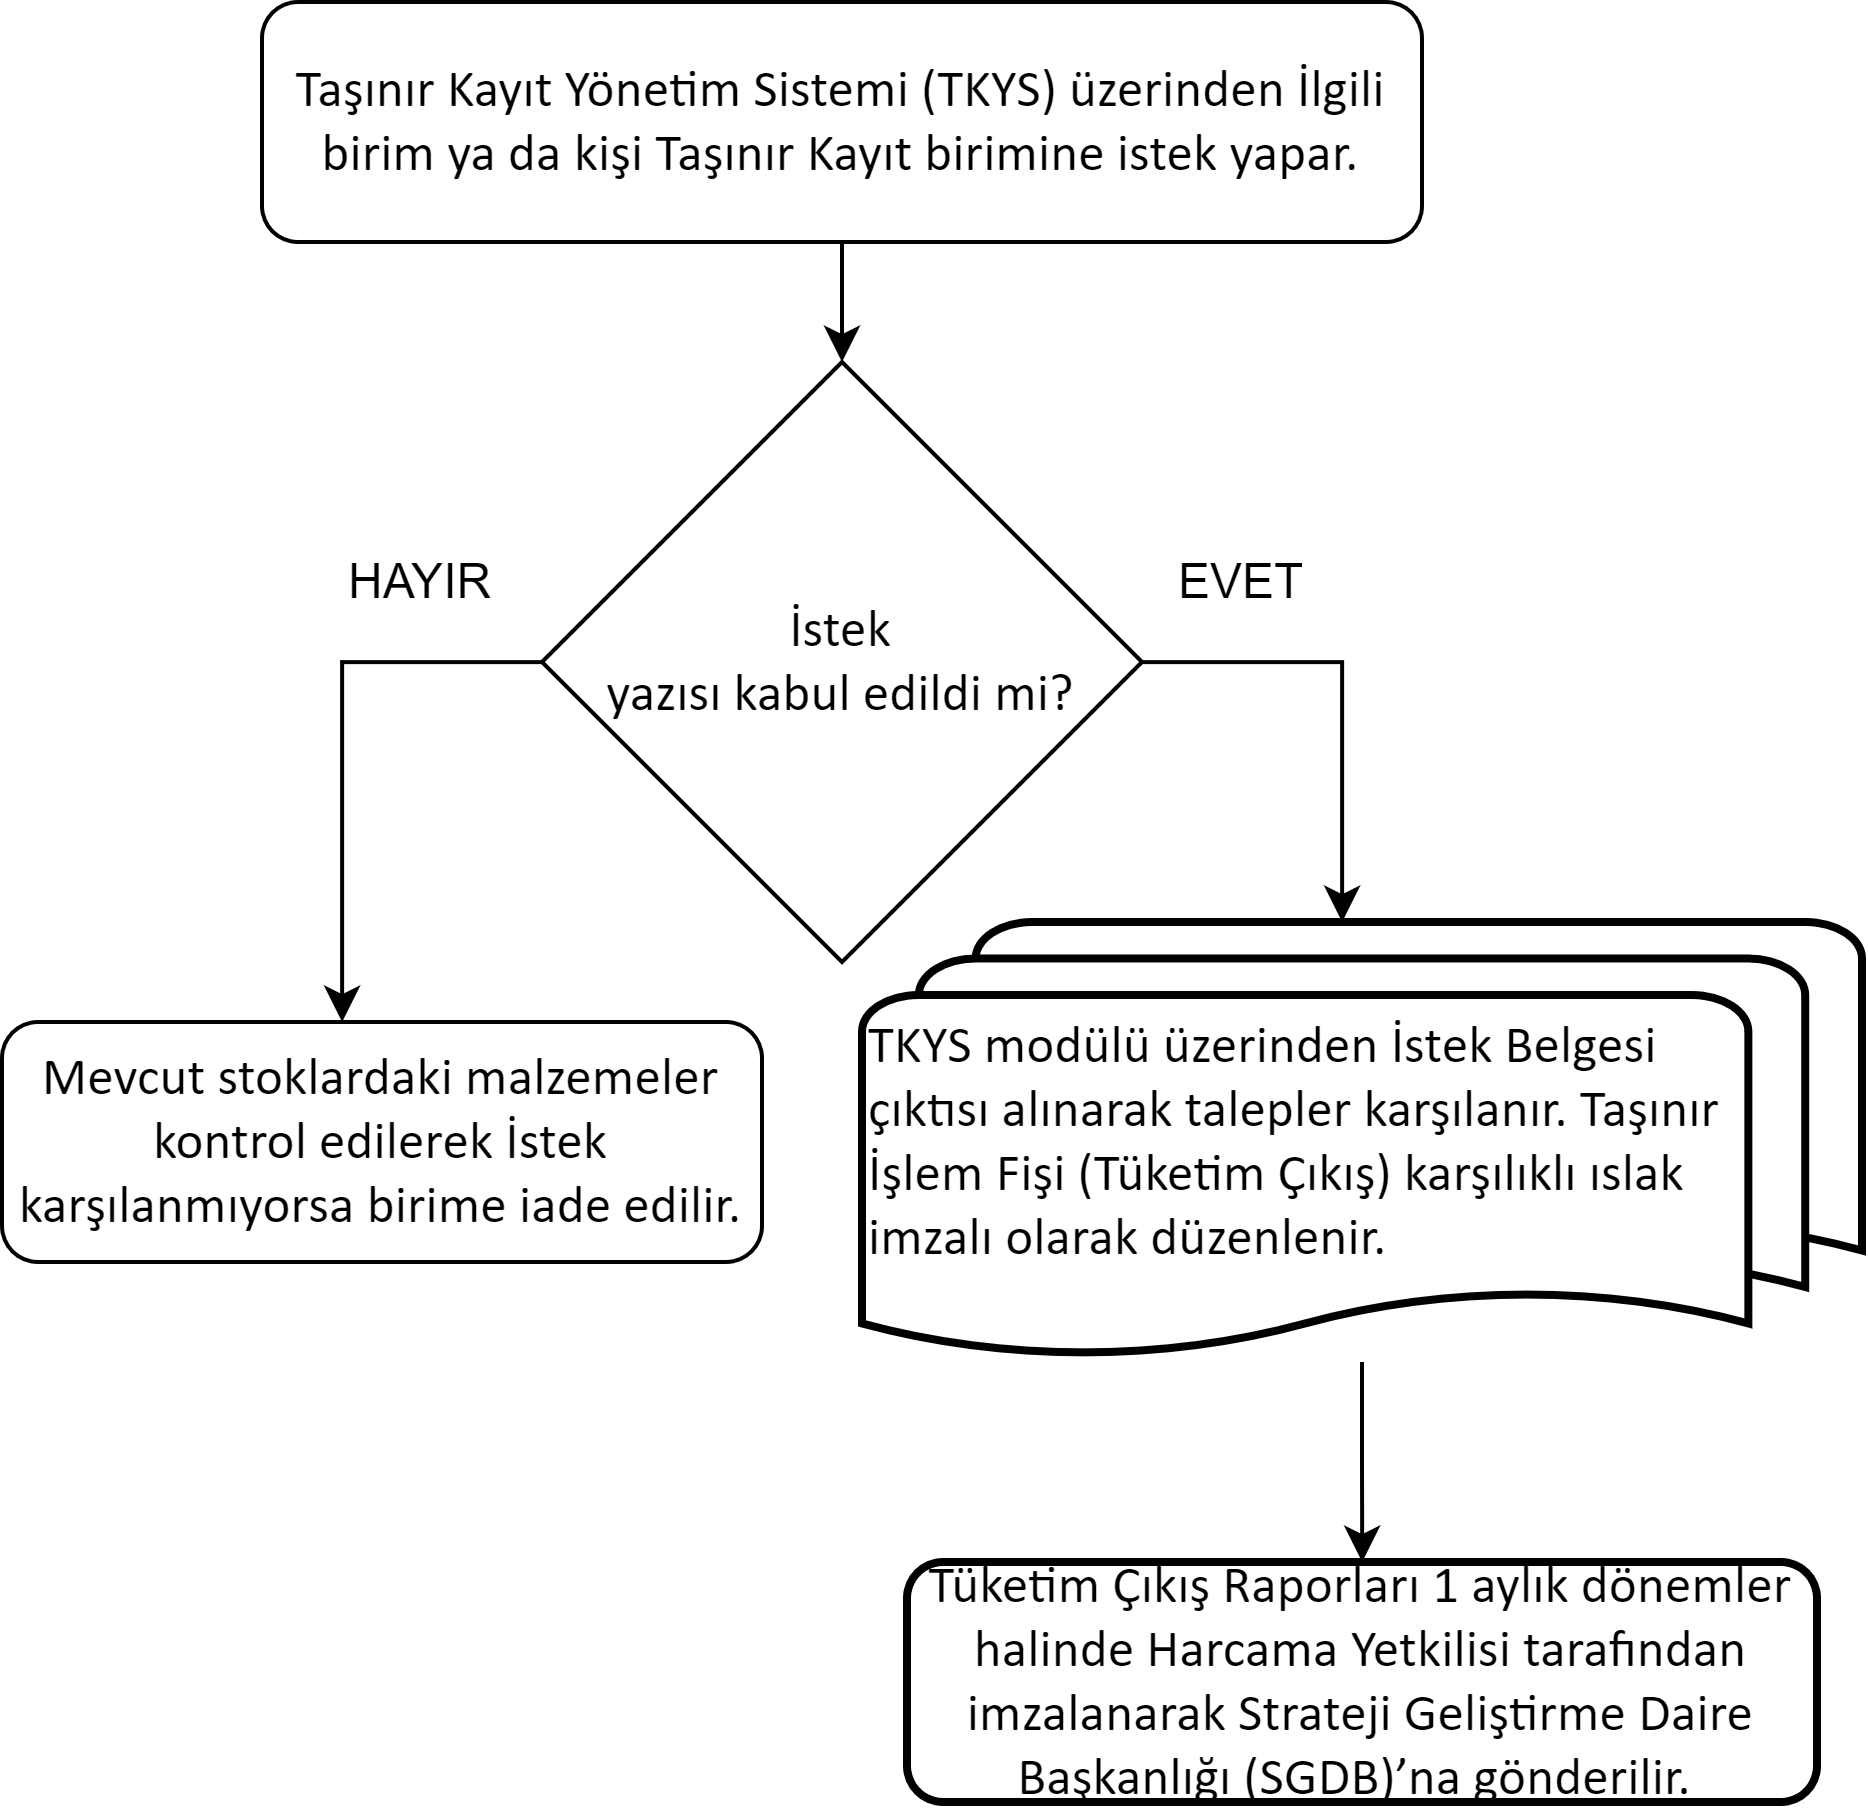 Taşınır Kayıt Yönetim Sistemi (TKYS) üzerinden İlgili
birim ya da kişi Taşınır Kayıt birimine istek yapar.
HAYIR
EVET
İstek
yazısı kabul edildi mi?
Mevcut stoklardaki malzemeler
kontrol edilerek İstek
karşılanmıyorsa birime iade edilir.
TKYS modülü üzerinden İstek Belgesi
çıktısı alınarak talepler karşılanır. Taşınır
İşlem Fişi (Tüketim Çıkış) karşılıklı ıslak
imzalı olarak düzenlenir.
Tüketim Çıkış Raporları 1 aylık dönemler
halinde Harcama Yetkilisi tarafından
imzalanarak Strateji Geliştirme Daire
Başkanlığı (SGDB)’na gönderilir.